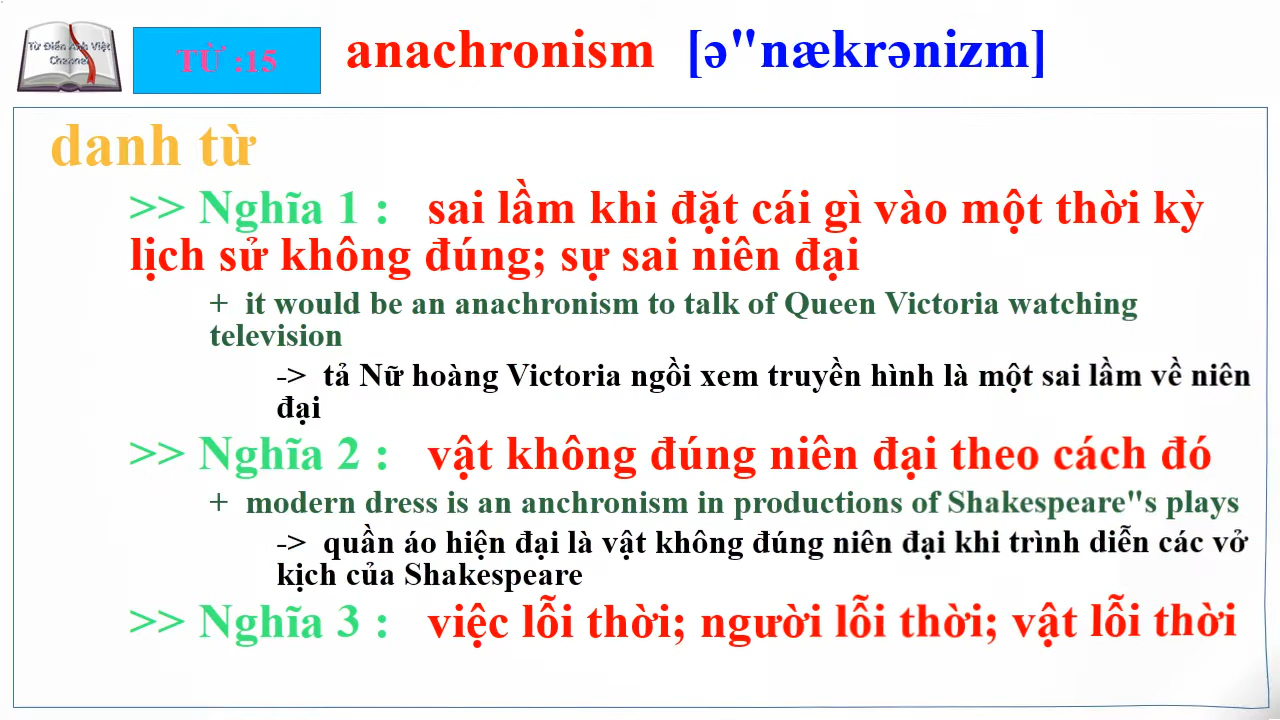 Từ Điển Anh Việt
Channel
TỪ :15
anachronism [ə"nækrənizm]
danh từ
>> Nghĩa 1 : sai lầm khi đặt cái gì vào một thời kỳ
lịch sử không đúng; sự sai niên đại
+ it would be an anachronism to talk of Queen Victoria watching
television
-> tả Nữ hoàng Victoria ngồi xem truyền hình là một sai lầm về niên
đại
>> Nghĩa 2 : vật không đúng niên đại theo cách đó
+ modern dress is an anchronism in productions of Shakespeare"s plays
-> quần áo hiện đại là vật không đúng niên đại khi trình diễn các vở
kịch của Shakespeare
>> Nghĩa 3 : việc lỗi thời; người lỗi thời; vật lỗi thời